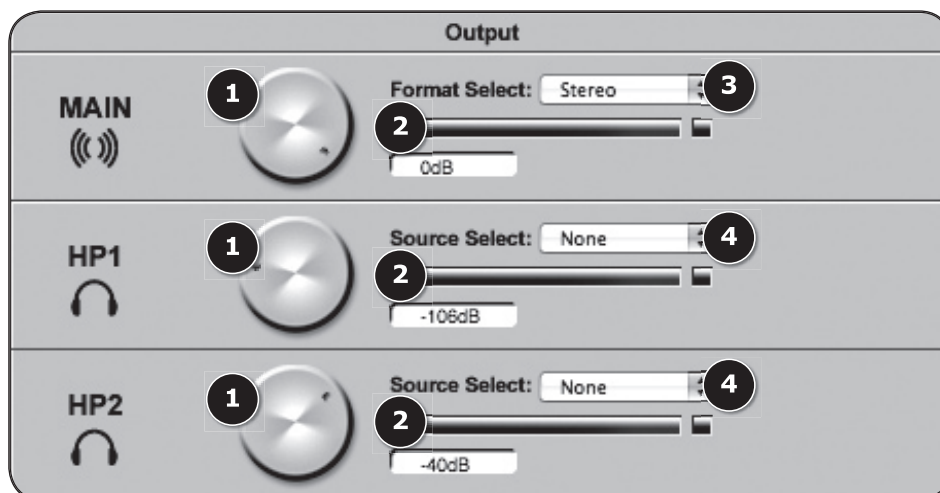 Output
MAIN
1
Format Select: Stereo 3
2
0dB
HP1
1
Source Select: None 4
2
-106dB
HP2
1
Source Select: None 4
2
-40dB